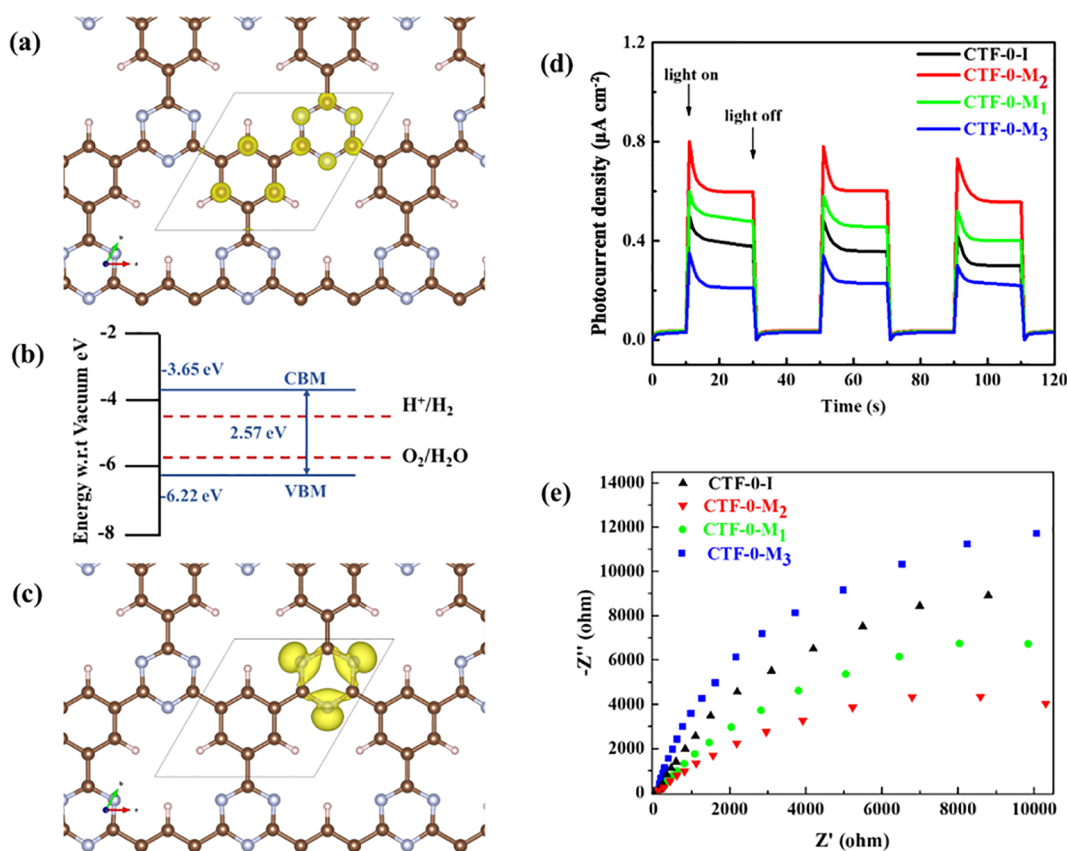 (a)
(b)
Energy w.r.t Vacuum eV
-2
-4
-6
-8
-3.65 eV
CBM
H⁺/H₂
2.57 eV
O₂/H₂O
-6.22 eV
VBM
(c)
(d)
Photocurrent density (μA cm⁻²)
1.2
0.8
0.4
0.0
light on
light off
CTF-0-I
CTF-0-M₂
CTF-0-M₁
CTF-0-M₃
0 20 40 60 80 100 120
Time (s)
(e)
-Z'' (ohm)
14000
12000
10000
8000
6000
4000
2000
0
CTF-0-I
CTF-0-M₂
CTF-0-M₁
CTF-0-M₃
0 2000 4000 6000 8000 10000
Z' (ohm)